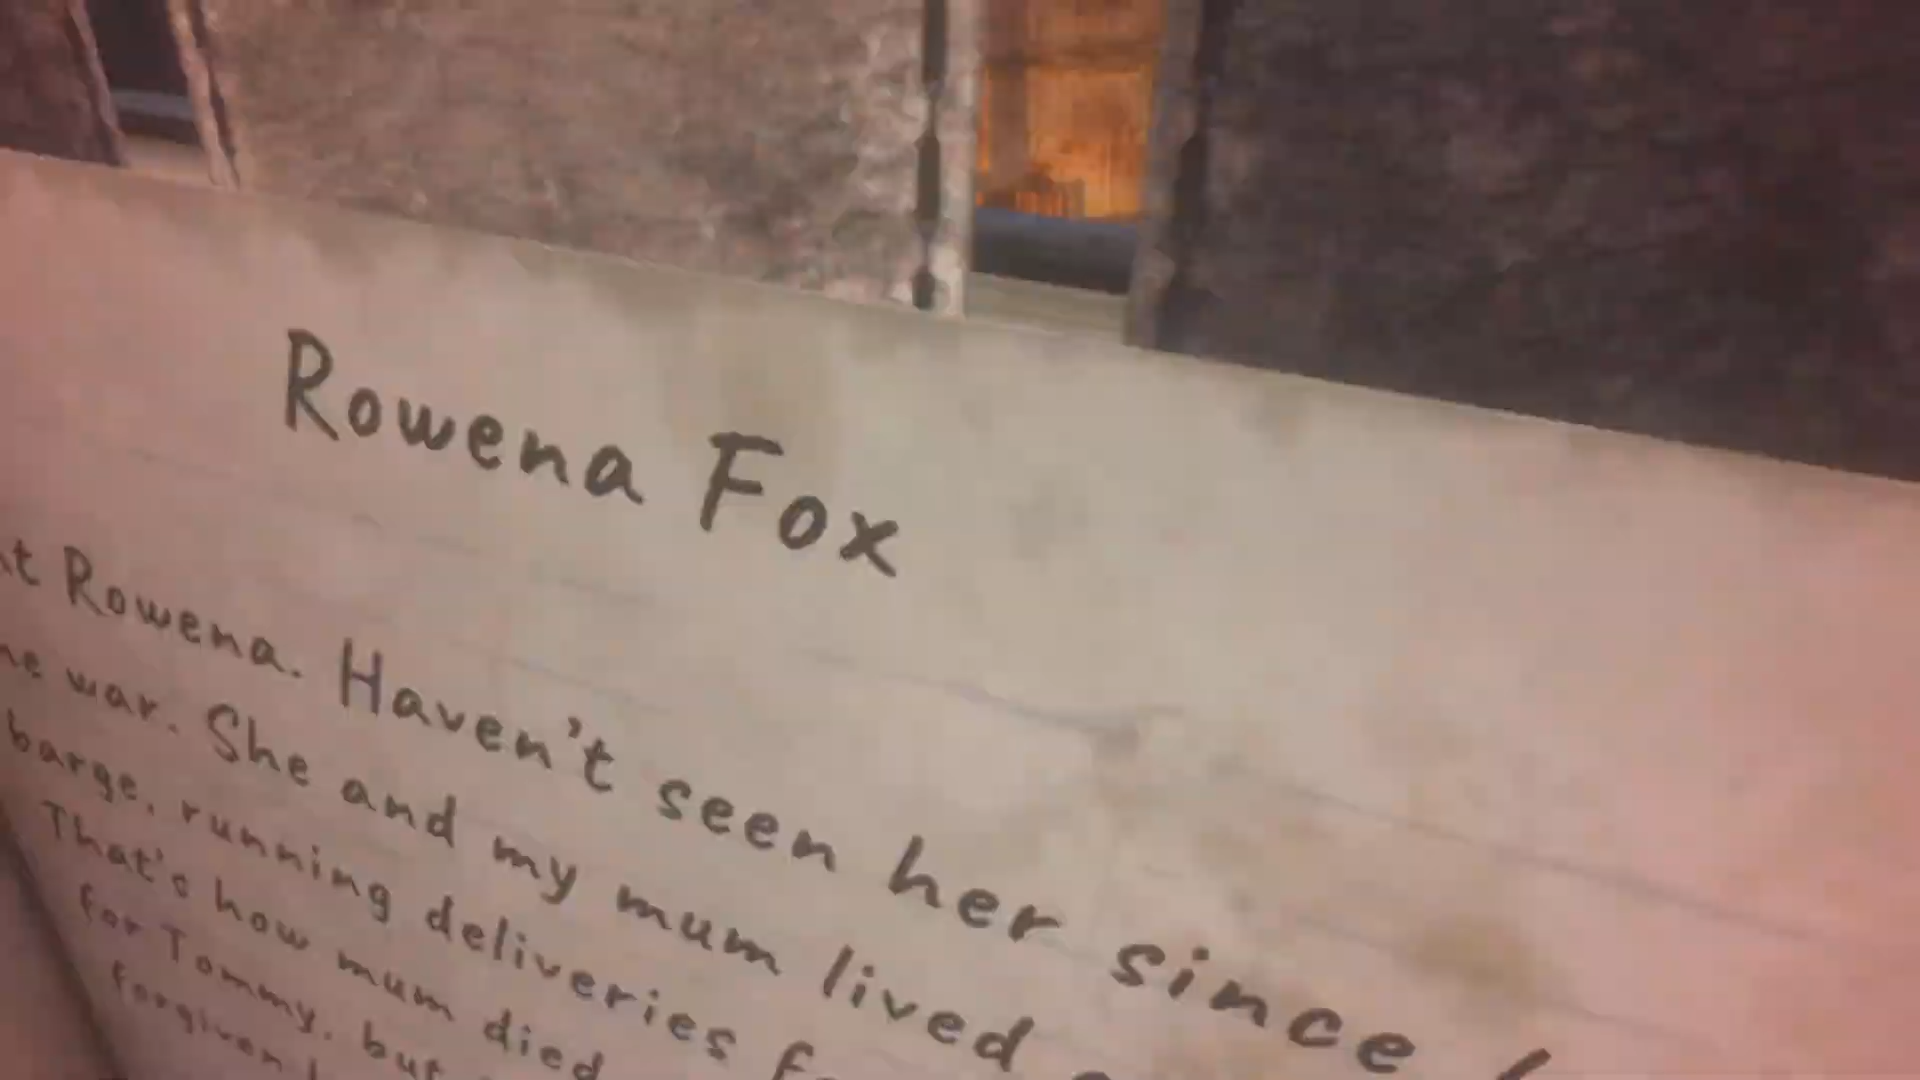 Rowena Fox
Rowena. Haven't seen her since
war. She and my mum lived
barge, running deliveries
That's how mum died
for Tommy, but
forgiven